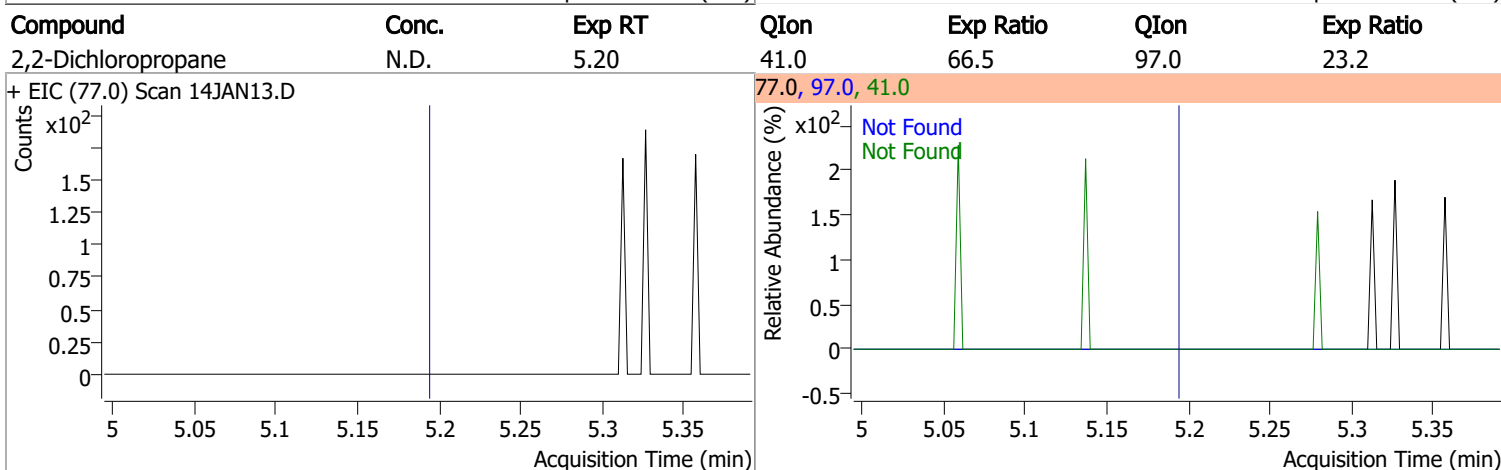 Compound Conc. Exp RT QIon Exp Ratio QIon Exp Ratio
2,2-Dichloropropane N.D. 5.20 41.0 66.5 97.0 23.2
+ EIC (77.0) Scan 14JAN13.D
Counts
x10²
1.5
1.25
1
0.75
0.5
0.25
0
5 5.05 5.1 5.15 5.2 5.25 5.3 5.35
Acquisition Time (min)
77.0, 97.0, 41.0
Relative Abundance (%)
x10²
Not Found
Not Found
2
1.5
1
0.5
0
-0.5
5 5.05 5.1 5.15 5.2 5.25 5.3 5.35
Acquisition Time (min)